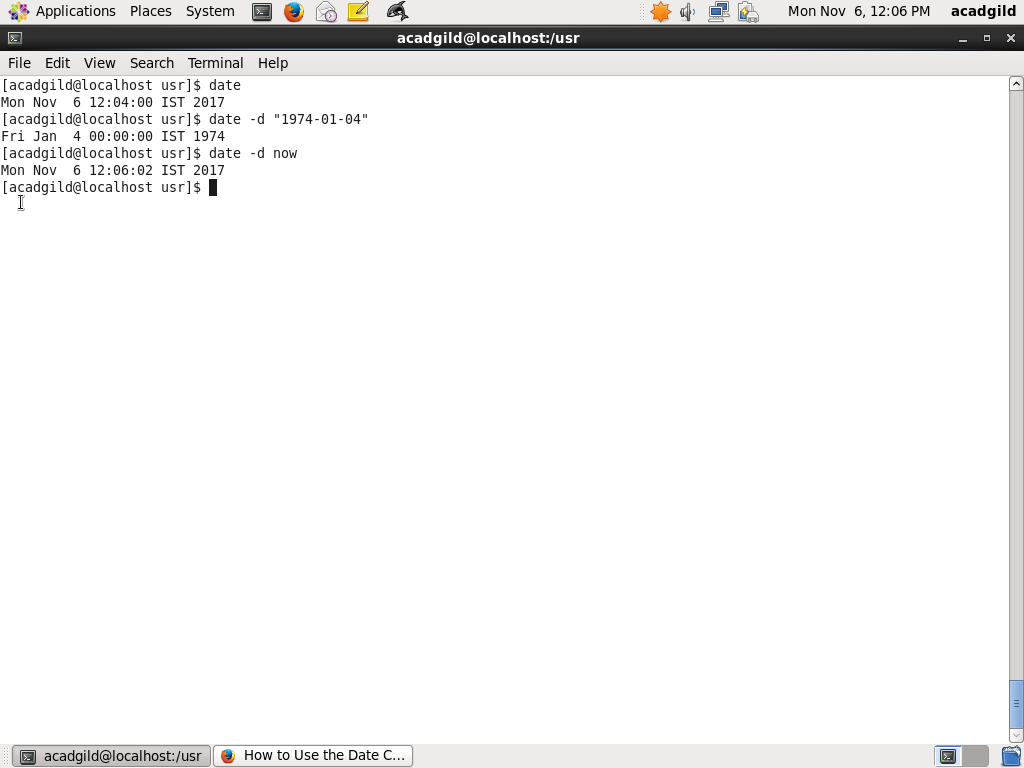 Applications Places System Mon Nov 6, 12:06 PM acadgild
acadgild@localhost:/usr
File Edit View Search Terminal Help
[acadgild@localhost usr]$ date
Mon Nov  6 12:04:00 IST 2017
[acadgild@localhost usr]$ date -d "1974-01-04"
Fri Jan  4 00:00:00 IST 1974
[acadgild@localhost usr]$ date -d now
Mon Nov  6 12:06:02 IST 2017
[acadgild@localhost usr]$
acadgild@localhost:/usr How to Use the Date C...